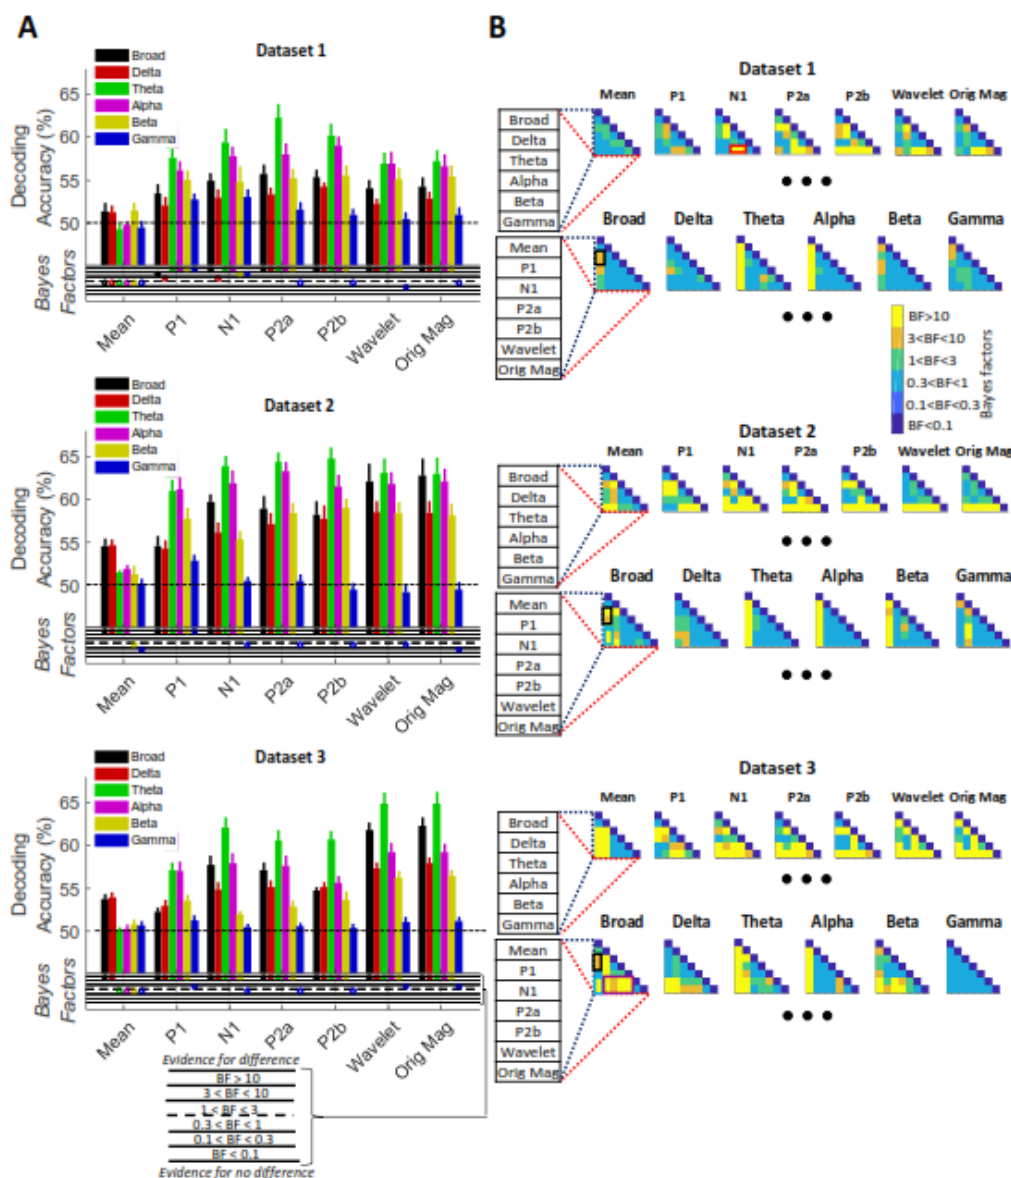 A
Dataset 1
Broad
Delta
Theta
Alpha
Beta
Gamma
Decoding
Accuracy (%)
65
60
55
50
Bayes
Factors
Mean
P1
N1
P2a
P2b
Wavelet
Orig Mag
Dataset 2
Broad
Delta
Theta
Alpha
Beta
Gamma
Decoding
Accuracy (%)
65
60
55
50
Bayes
Factors
Mean
P1
N1
P2a
P2b
Wavelet
Orig Mag
Dataset 3
Broad
Delta
Theta
Alpha
Beta
Gamma
Decoding
Accuracy (%)
65
60
55
50
Bayes
Factors
Mean
P1
N1
P2a
P2b
Wavelet
Orig Mag
Evidence for difference
BF > 10
3 < BF < 10
1 < BF < 3
0.3 < BF < 1
0.1 < BF < 0.3
BF < 0.1
Evidence for no difference
B
Dataset 1
Mean P1 N1 P2a P2b Wavelet Orig Mag
Broad
Delta
Theta
Alpha
Beta
Gamma
Broad Delta Theta Alpha Beta Gamma
Mean
P1
N1
P2a
P2b
Wavelet
Orig Mag
BF>10
3<BF<10
1<BF<3
0.3<BF<1
0.1<BF<0.3
BF<0.1
Bayes factors
Dataset 2
Mean P1 N1 P2a P2b Wavelet Orig Mag
Broad
Delta
Theta
Alpha
Beta
Gamma
Broad Delta Theta Alpha Beta Gamma
Mean
P1
N1
P2a
P2b
Wavelet
Orig Mag
Dataset 3
Mean P1 N1 P2a P2b Wavelet Orig Mag
Broad
Delta
Theta
Alpha
Beta
Gamma
Broad Delta Theta Alpha Beta Gamma
Mean
P1
N1
P2a
P2b
Wavelet
Orig Mag